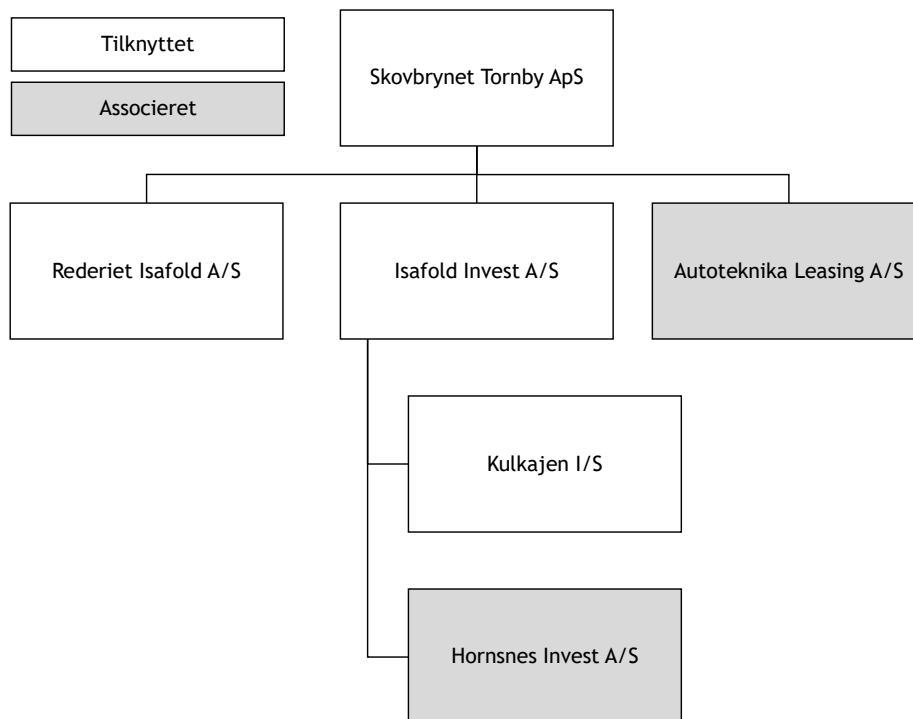 Tilknyttet
Associeret
Skovbrynet Tornby ApS
Rederiet Isafold A/S
Isafold Invest A/S
Autoteknika Leasing A/S
Kulkajen I/S
Hornsnes Invest A/S